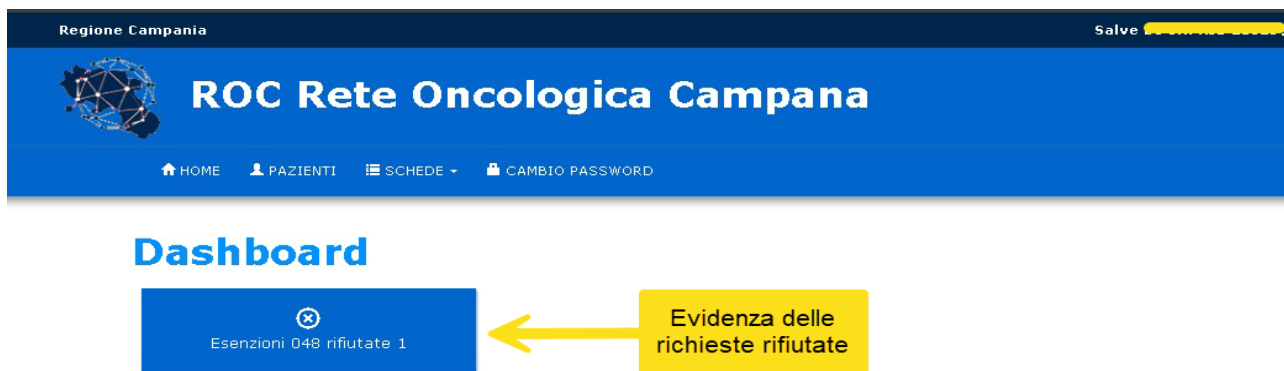 Regione Campania
Salve
ROC Rete Oncologica Campana
HOME PAZIENTI SCHEDE CAMBIO PASSWORD
Dashboard
Esenzioni 048 rifiutate 1
Evidenza delle
richieste rifiutate